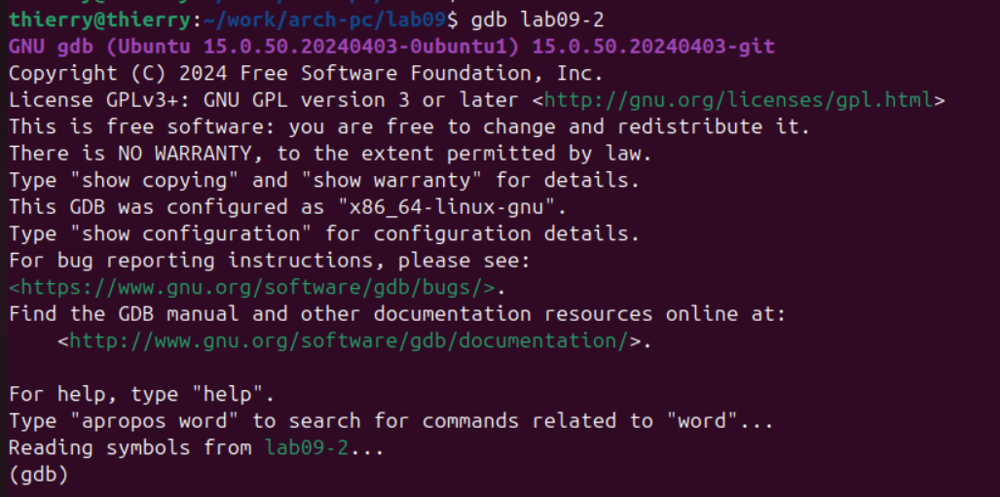 thierry@thierry:~/work/arch-pc/lab09$ gdb lab09-2
GNU gdb (Ubuntu 15.0.50.20240403-0ubuntu1) 15.0.50.20240403-git
Copyright (C) 2024 Free Software Foundation, Inc.
License GPLv3+: GNU GPL version 3 or later <http://gnu.org/licenses/gpl.html>
This is free software: you are free to change and redistribute it.
There is NO WARRANTY, to the extent permitted by law.
Type "show copying" and "show warranty" for details.
This GDB was configured as "x86_64-linux-gnu".
Type "show configuration" for configuration details.
For bug reporting instructions, please see:
<https://www.gnu.org/software/gdb/bugs/>.
Find the GDB manual and other documentation resources online at:
    <http://www.gnu.org/software/gdb/documentation/>.

For help, type "help".
Type "apropos word" to search for commands related to "word"...
Reading symbols from lab09-2...
(gdb)